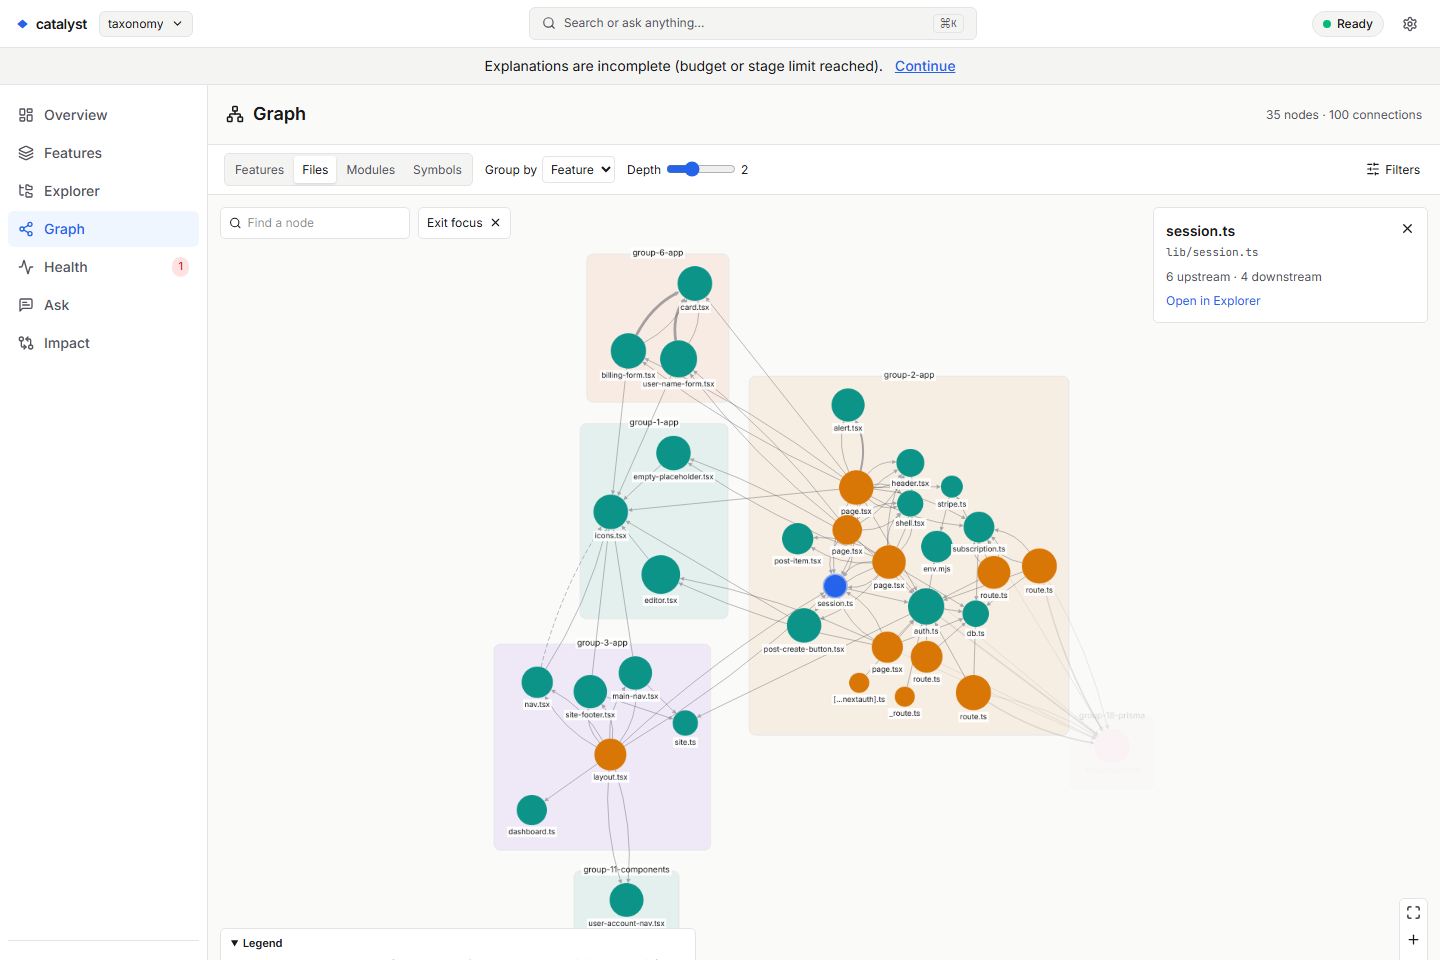 catalyst
taxonomy
Search or ask anything...
⌘K
Ready
Explanations are incomplete (budget or stage limit reached). Continue
Overview
Features
Explorer
Graph
Health
1
Ask
Impact
Graph
35 nodes · 100 connections
Features
Files
Modules
Symbols
Group by
Feature
Depth
2
Filters
Find a node
Exit focus
session.ts
lib/session.ts
6 upstream · 4 downstream
Open in Explorer
group-6-app
card.tsx
billing-form.tsx
user-name-form.tsx
group-2-app
alert.tsx
header.tsx
page.tsx
stripe.ts
shell.tsx
page.tsx
subscription.ts
post-item.tsx
env.mjs
page.tsx
route.ts
route.ts
session.ts
auth.ts
db.ts
post-create-button.tsx
page.tsx
route.ts
[...nextauth].ts
_route.ts
route.ts
group-1-app
empty-placeholder.tsx
icons.tsx
editor.tsx
group-3-app
nav.tsx
site-footer.tsx
main-nav.tsx
site.ts
layout.tsx
dashboard.ts
group-18-prisma
group-11-components
user-account-nav.tsx
Legend